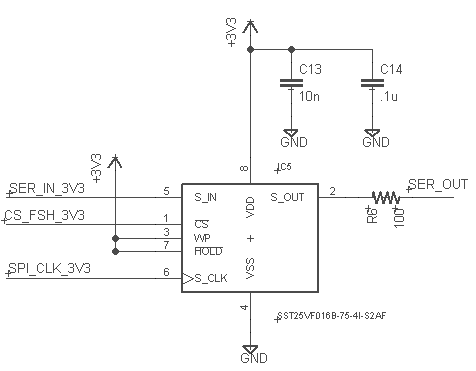 +3V3
C13
C14
10n
.1u
GND
GND
+3V3
8
IC5
SER_IN_3V3
5
S_IN
VDD
S_OUT
2
SER_OUT
R6
100
CS_FSH_3V3
1
CS
3
WP
7
HOLD
SPI_CLK_3V3
6
S_CLK
VSS
4
SST25VF016B-75-4I-S2AF
GND